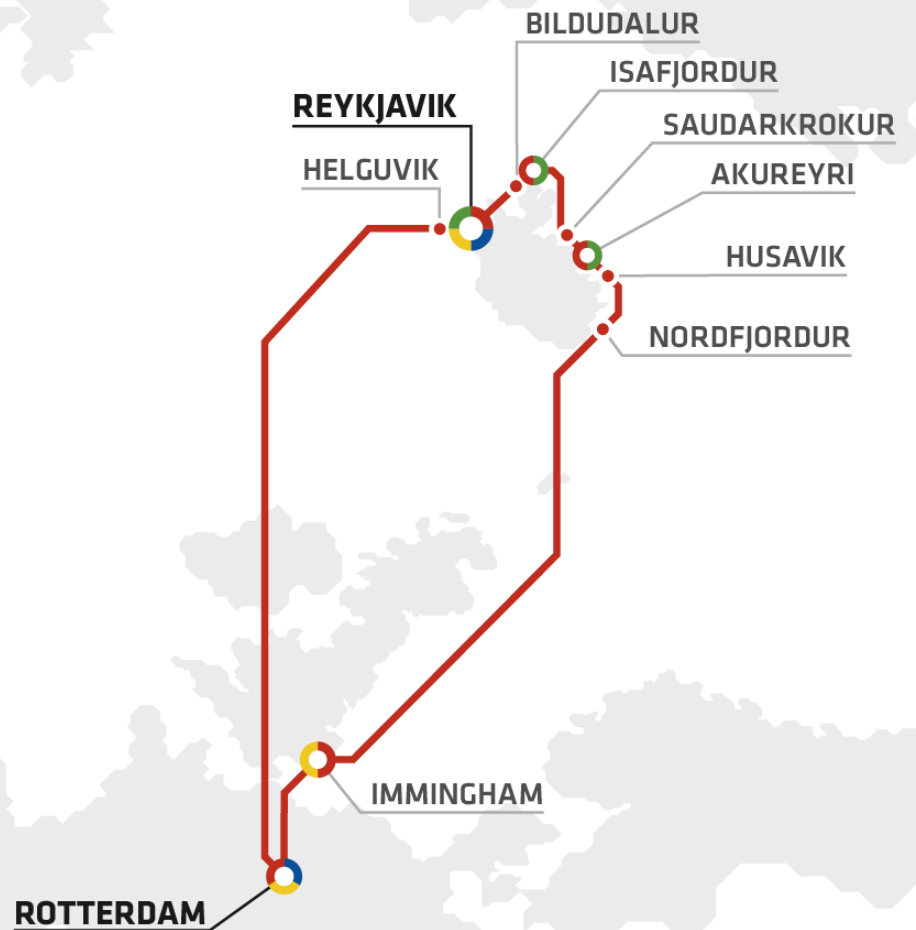 BILDUDALUR
ISAFJORDUR
REYKJAVIK
SAUDARKROKUR
HELGUVIK
AKUREYRI
HUSAVIK
NORDFJORDUR
IMMINGHAM
ROTTERDAM